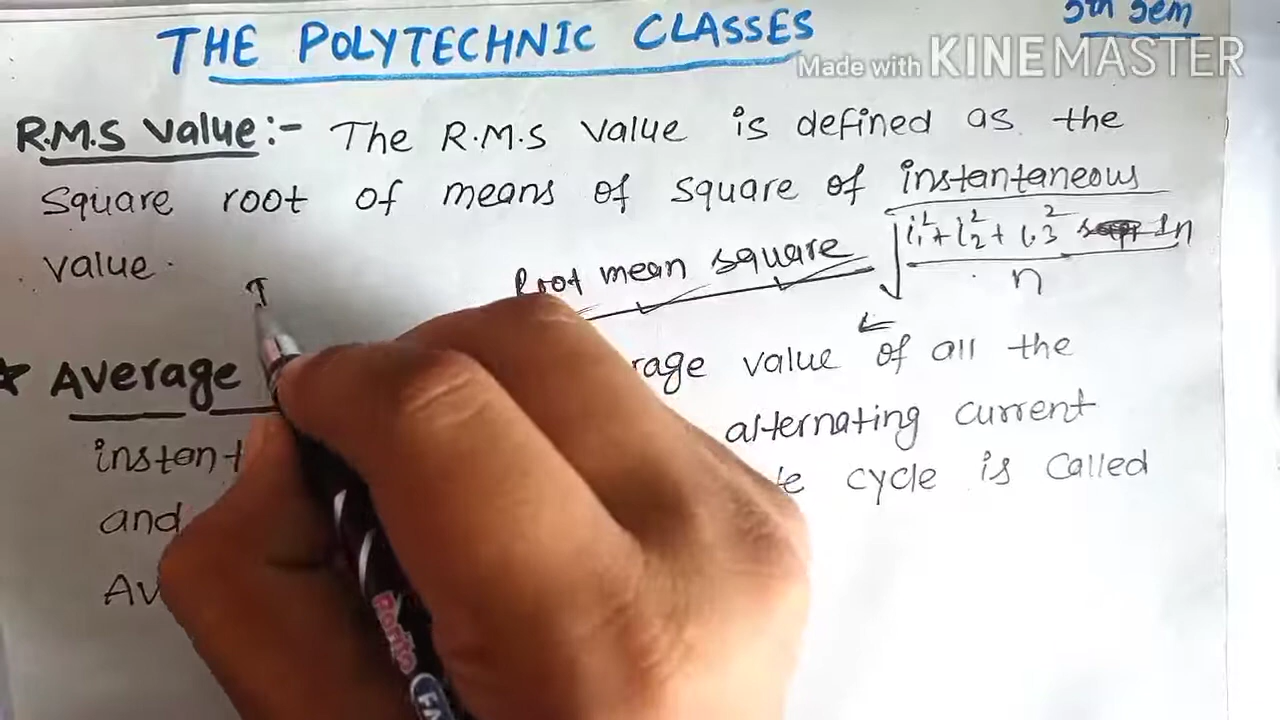 THE POLYTECHNIC CLASSES
5th Sem
Made with KINEMASTER
R.M.S Value:- The R.M.S value is defined as the
Square root of means of square of instantaneous
value.
Root mean square √ i₁² + i₂² + i.3² In
n
Average rage value of all the
instant alternating current
and cycle is called
Av
Parito